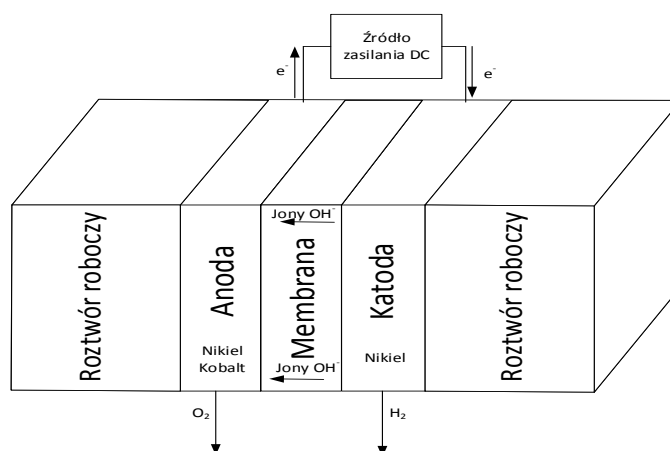 Źródło
zasilania DC
e⁻
e⁻
Roztwór roboczy
Anoda
Nikiel
Kobalt
Jony OH⁻
Membrana
Jony OH⁻
Katoda
Nikiel
Roztwór roboczy
O₂
H₂